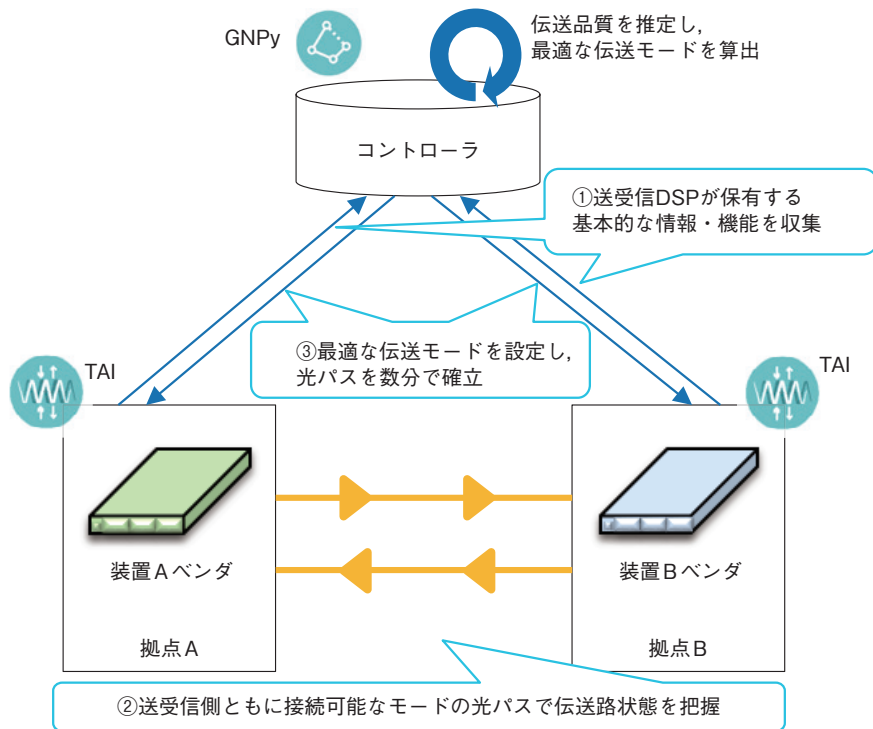 GNPy
伝送品質を推定し,
最適な伝送モードを算出
コントローラ
①送受信DSPが保有する
基本的な情報・機能を収集
③最適な伝送モードを設定し,
光パスを数分で確立
TAI
TAI
装置Aベンダ
装置Bベンダ
拠点A
拠点B
②送受信側ともに接続可能なモードの光パスで伝送路状態を把握